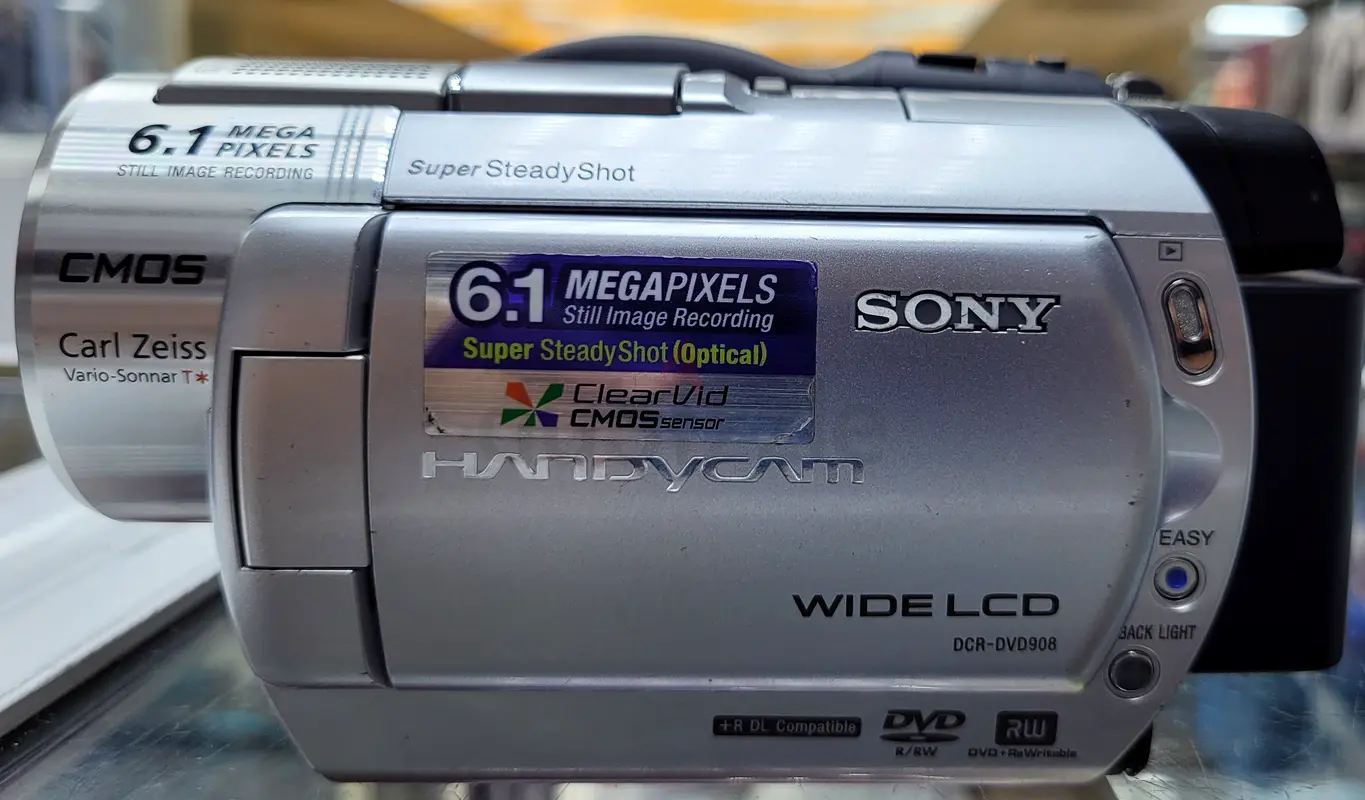 6.1 MEGA PIXELS
STILL IMAGE RECORDING
Super SteadyShot
CMOS
Carl Zeiss
Vario-Sonnar T*
6.1 MEGAPIXELS
Still Image Recording
Super SteadyShot (Optical)
ClearVid
CMOS sensor
SONY
HANDYCAM
EASY
WIDE LCD
BACK LIGHT
DCR-DVD908
+R DL Compatible
DVD
R/RW
RW
DVD+ReWritable